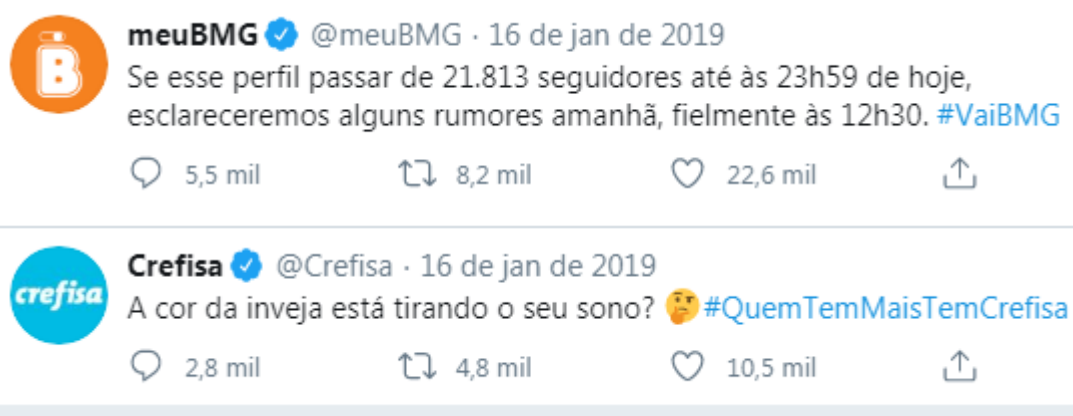 B
meuBMG @meuBMG · 16 de jan de 2019
Se esse perfil passar de 21.813 seguidores até às 23h59 de hoje,
esclareceremos alguns rumores amanhã, fielmente às 12h30. #VaiBMG
5,5 mil 8,2 mil 22,6 mil
crefisa
Crefisa @Crefisa · 16 de jan de 2019
A cor da inveja está tirando o seu sono? 🤔 #QuemTemMaisTemCrefisa
2,8 mil 4,8 mil 10,5 mil